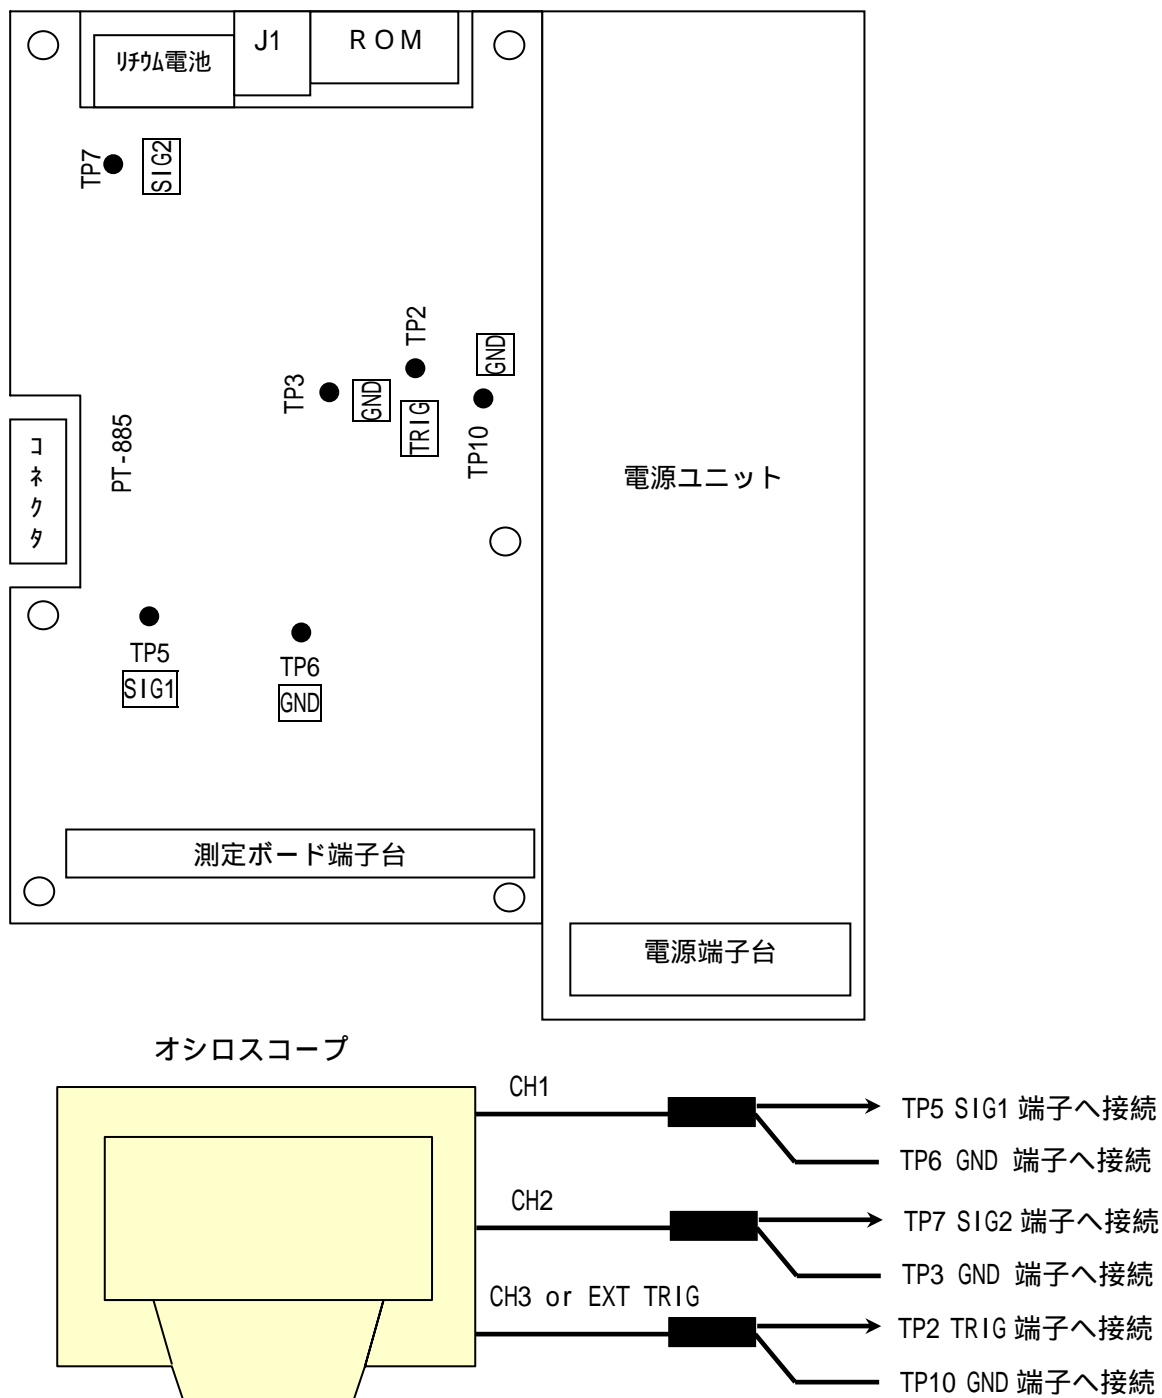 リチウム電池
J1
ROM
TP7
SIG2
TP2
GND
TP3
GND
TRIG
TP10
PT-885
コネクタ
電源ユニット
TP5
SIG1
TP6
GND
測定ボード端子台
電源端子台
オシロスコープ
CH1
TP5 SIG1 端子へ接続
TP6 GND 端子へ接続
CH2
TP7 SIG2 端子へ接続
TP3 GND 端子へ接続
CH3 or EXT TRIG
TP2 TRIG 端子へ接続
TP10 GND 端子へ接続